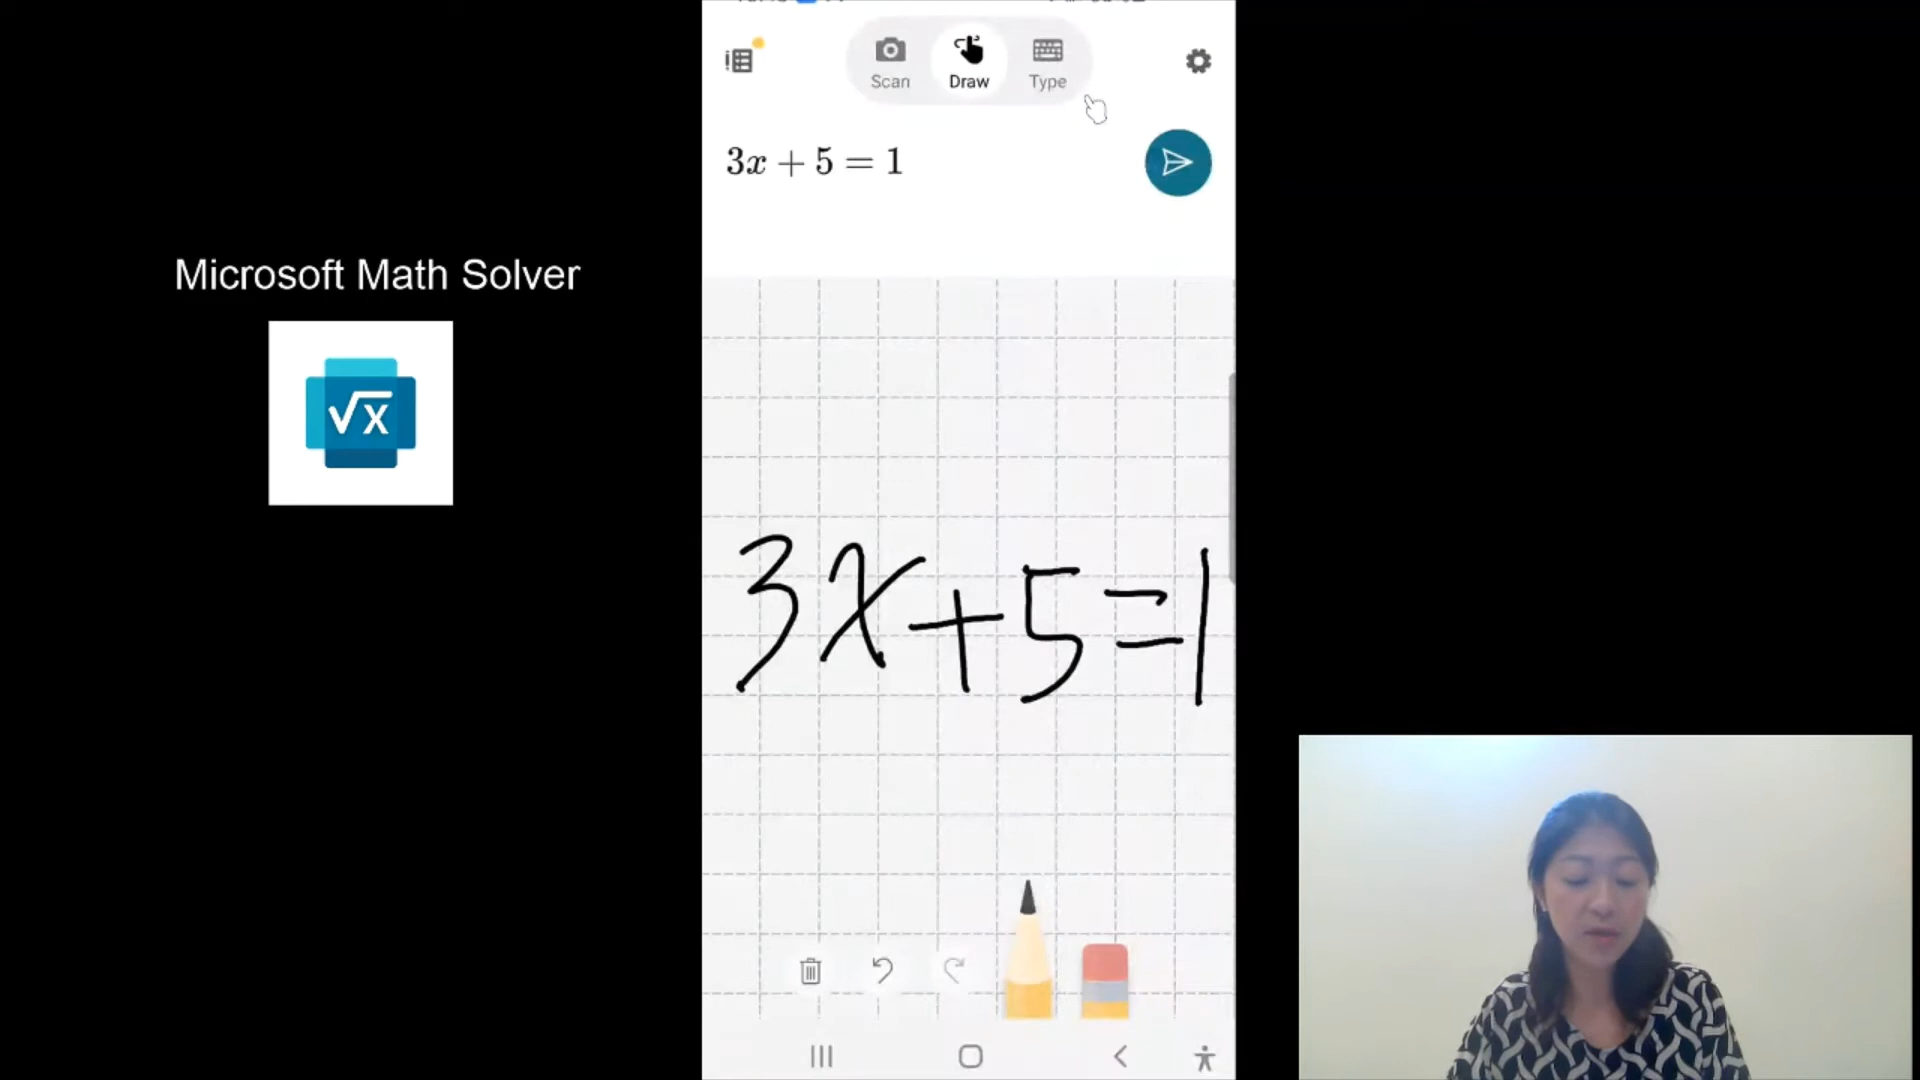 Scan Draw Type
3x + 5 = 1
Microsoft Math Solver
√x
3x+5=1